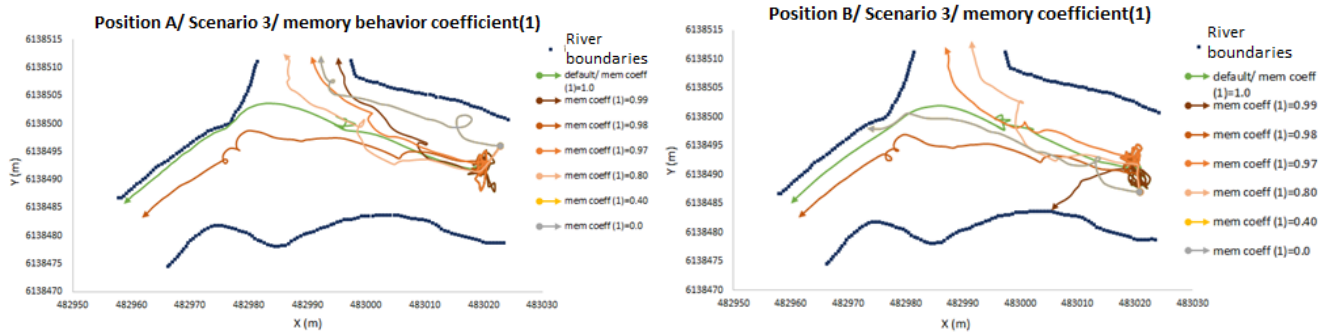 Position A/ Scenario 3/ memory behavior coefficient(1)
6138515
6138510
6138505
6138500
6138495
6138490
6138485
6138480
6138475
6138470
Y (m)
482950
482960
482970
482980
482990
483000
483010
483020
483030
X (m)
River
boundaries
default/ mem coeff
(1)=1.0
mem coeff (1)=0.99
mem coeff (1)=0.98
mem coeff (1)=0.97
mem coeff (1)=0.80
mem coeff (1)=0.40
mem coeff (1)=0.0
Position B/ Scenario 3/ memory coefficient(1)
6138515
6138510
6138505
6138500
6138495
6138490
6138485
6138480
6138475
6138470
Y (m)
482950
482960
482970
482980
482990
483000
483010
483020
483030
X (m)
River
boundaries
default/ mem coeff
(1)=1.0
mem coeff (1)=0.99
mem coeff (1)=0.98
mem coeff (1)=0.97
mem coeff (1)=0.80
mem coeff (1)=0.40
mem coeff (1)=0.0